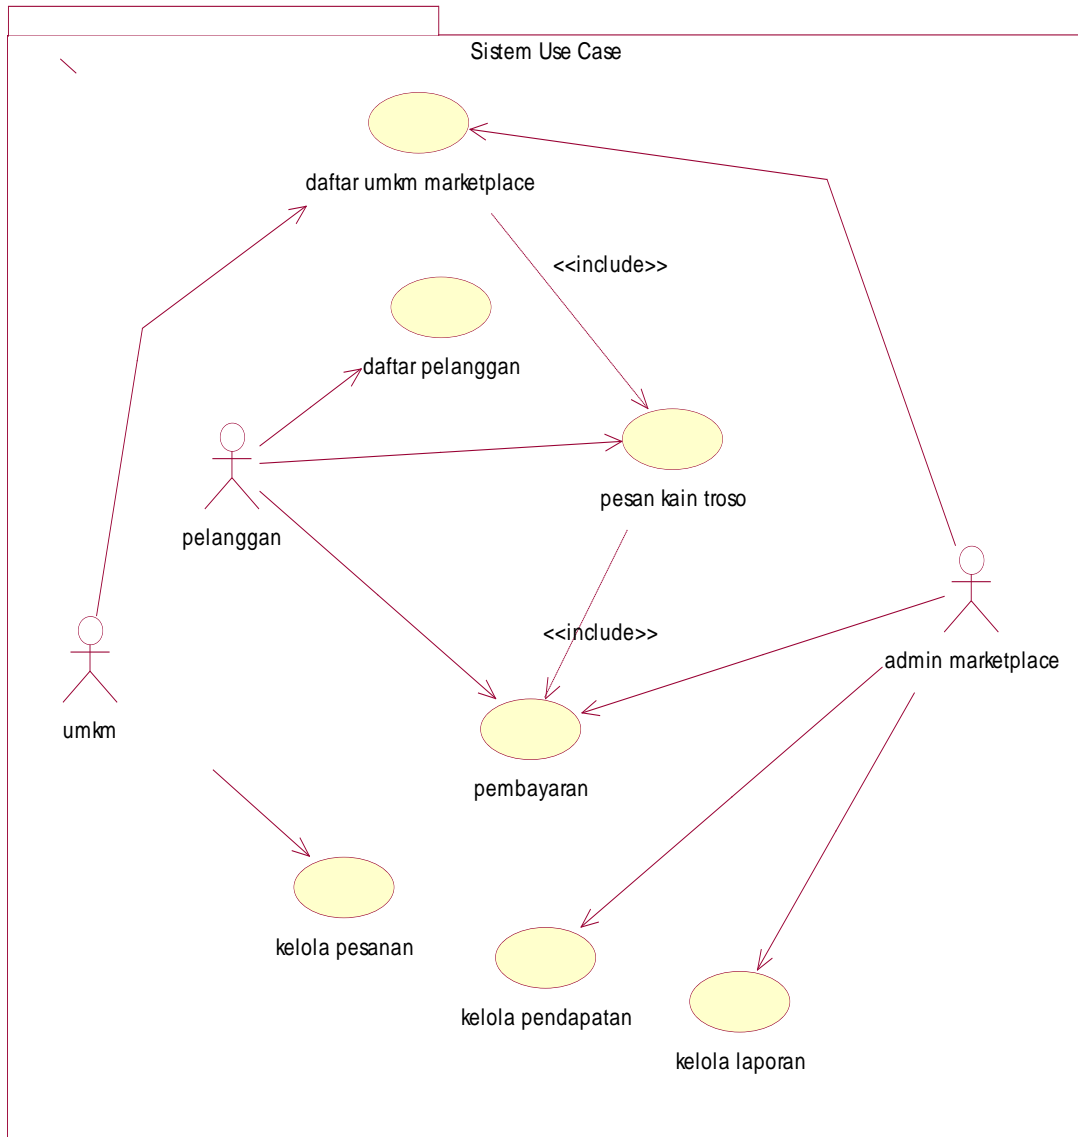 Sistem Use Case
daftar umkm marketplace
<<include>>
daftar pelanggan
pesan kain troso
pelanggan
<<include>>
admin marketplace
umkm
pembayaran
kelola pesanan
kelola pendapatan
kelola laporan